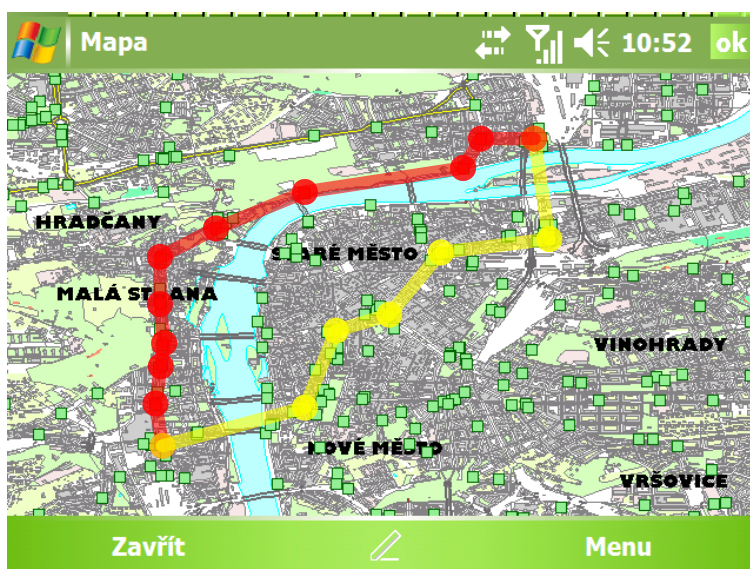 Mapa
10:52
ok
HRADČANY
STARÉ MĚSTO
MALÁ STRANA
VINOHRADY
NOVÉ MĚSTO
VRŠOVICE
Zavřít
Menu